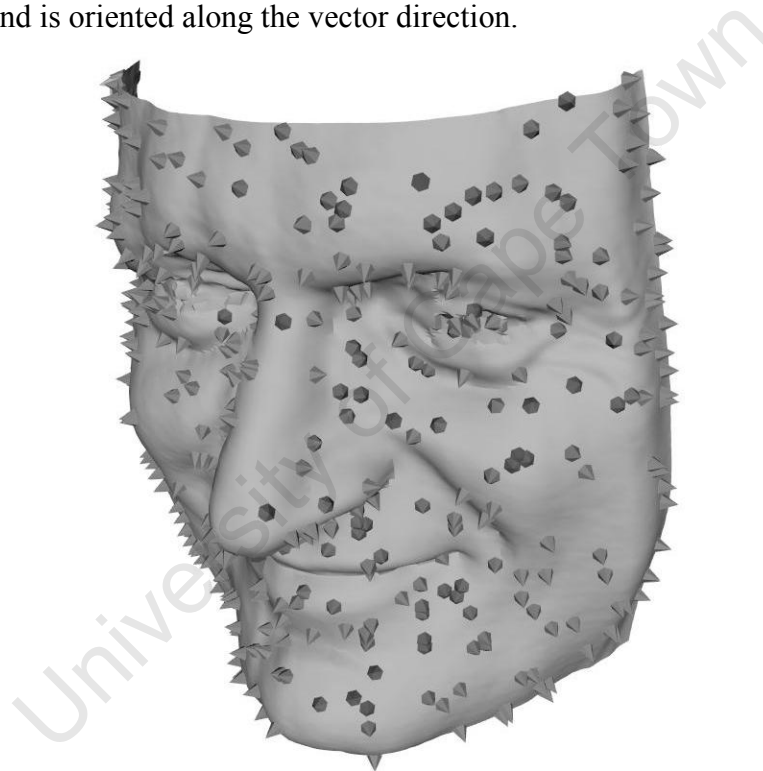 nd is oriented along the vector direction.
University of Cape Town